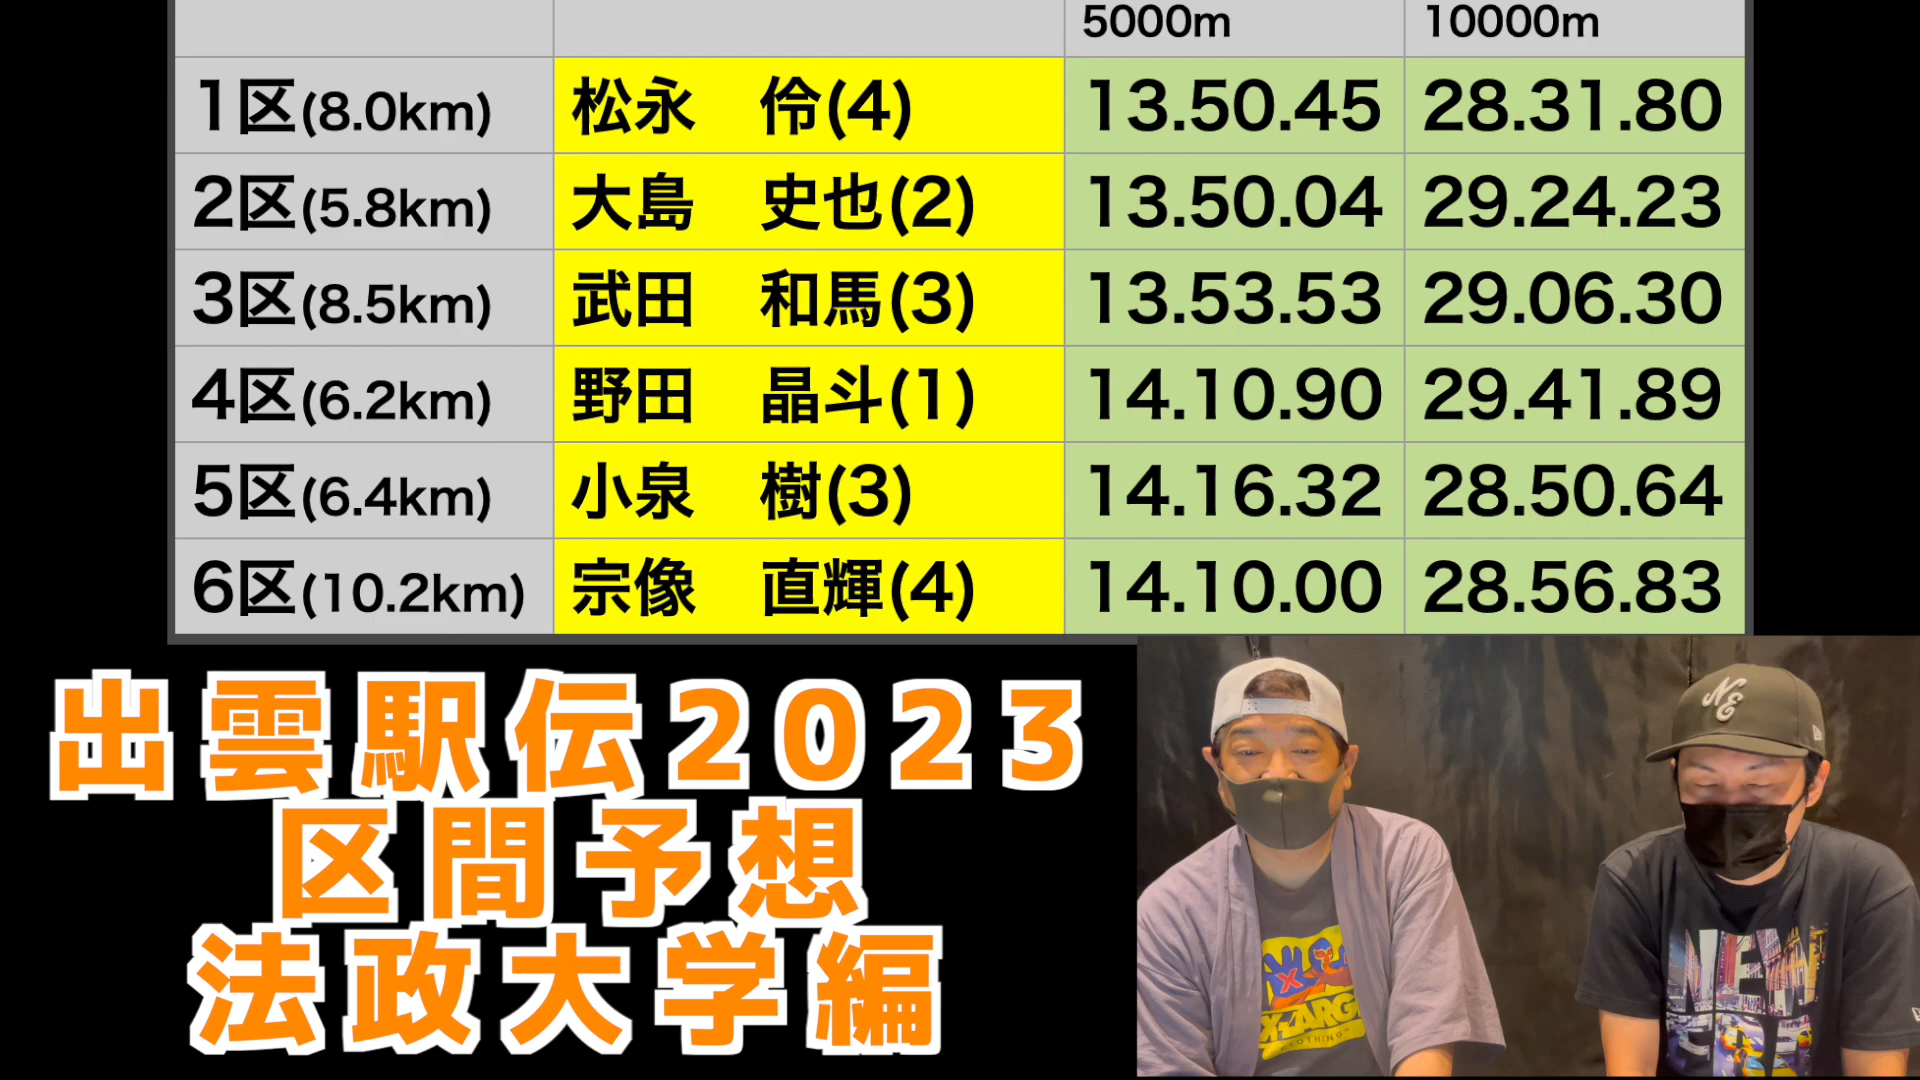 5000m 10000m
1区(8.0km) 松永 伶(4) 13.50.45 28.31.80
2区(5.8km) 大島 史也(2) 13.50.04 29.24.23
3区(8.5km) 武田 和馬(3) 13.53.53 29.06.30
4区(6.2km) 野田 晶斗(1) 14.10.90 29.41.89
5区(6.4km) 小泉 樹(3) 14.16.32 28.50.64
6区(10.2km) 宗像 直輝(4) 14.10.00 28.56.83
出雲駅伝2023
区間予想
法政大学編
NE
X-LARGE
CLOTHING
NEW